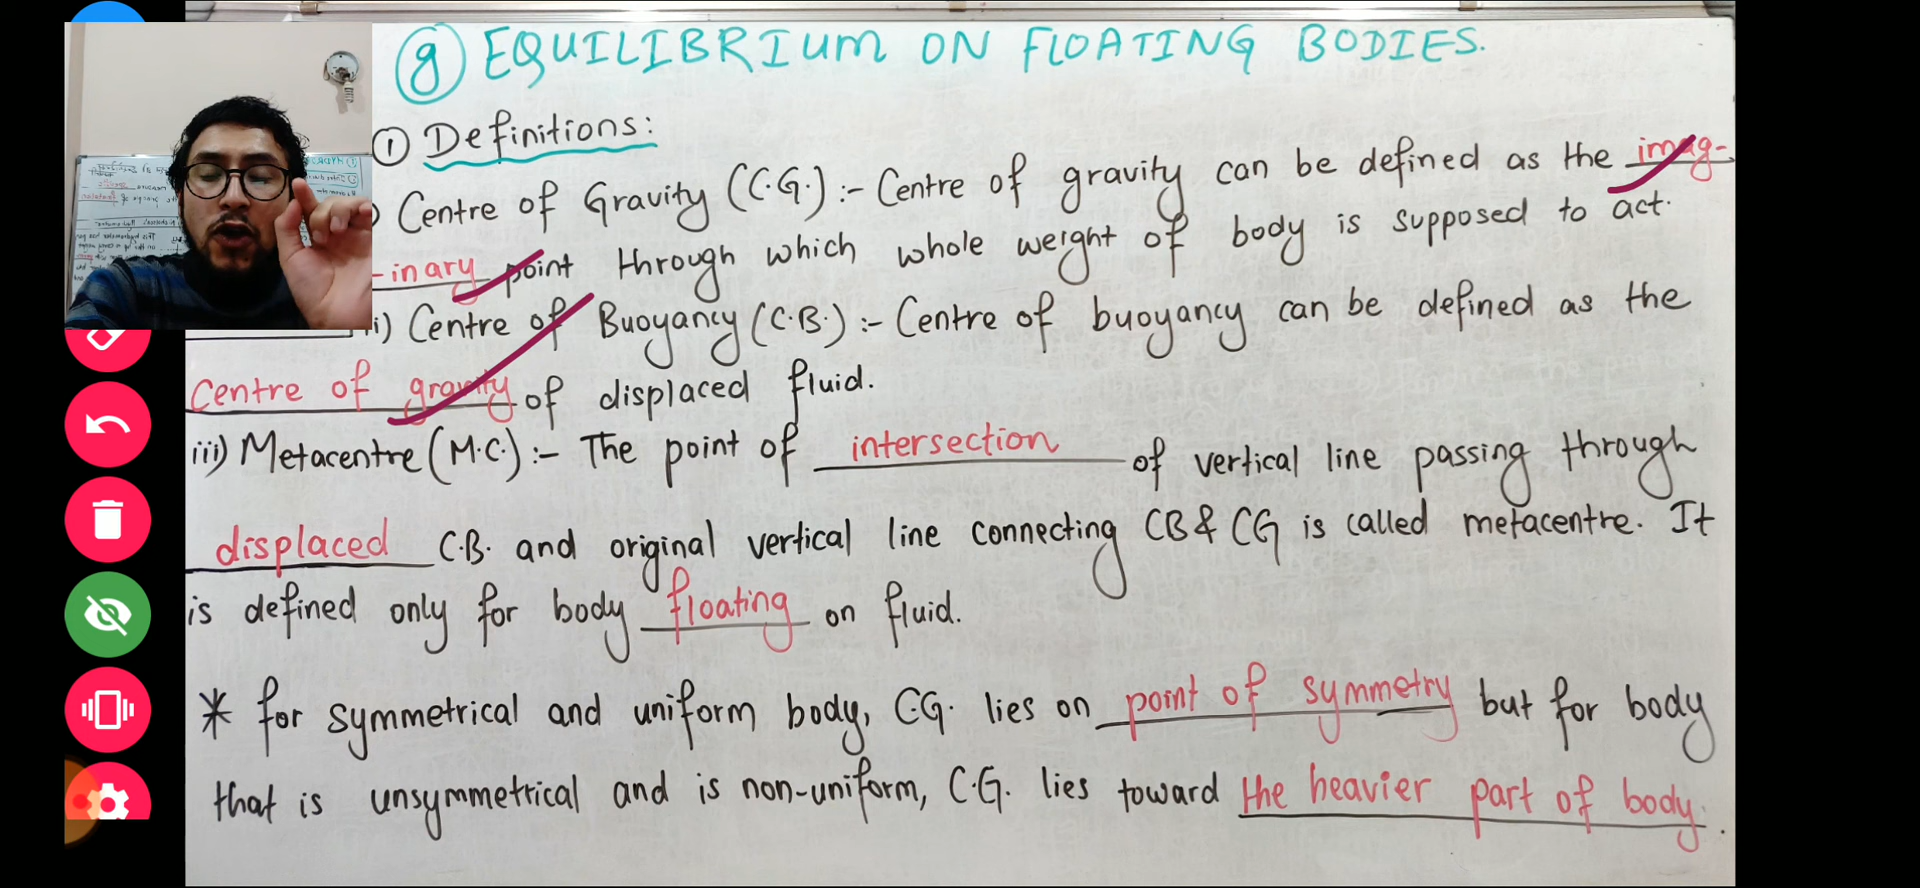 g EQUILIBRIUM ON FLOATING BODIES.
① Definitions:
) Centre of Gravity (C.G.) :- Centre of gravity can be defined as the imag-
-inary point through which whole weight of body is supposed to act.
i) Centre of Buoyancy (C.B.) :- Centre of buoyancy can be defined as the
Centre of gravity of displaced fluid.
iii) Metacentre (M.C.) :- The point of intersection of vertical line passing through
displaced C.B. and original vertical line connecting CB & CG is called metacentre. It
is defined only for body floating on fluid.
* for symmetrical and uniform body, CG. lies on point of symmetry but for body
that is unsymmetrical and is non-uniform, C.G. lies toward the heavier part of body.